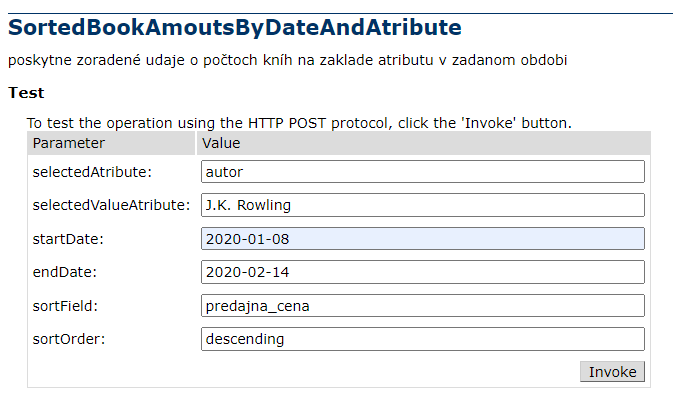 SortedBookAmoutsByDateAndAtribute
poskytne zoradené udaje o počtoch kníh na zaklade atributu v zadanom obdobi
Test
To test the operation using the HTTP POST protocol, click the 'Invoke' button.
Parameter Value
selectedAtribute: autor
selectedValueAtribute: J.K. Rowling
startDate: 2020-01-08
endDate: 2020-02-14
sortField: predajna_cena
sortOrder: descending
Invoke